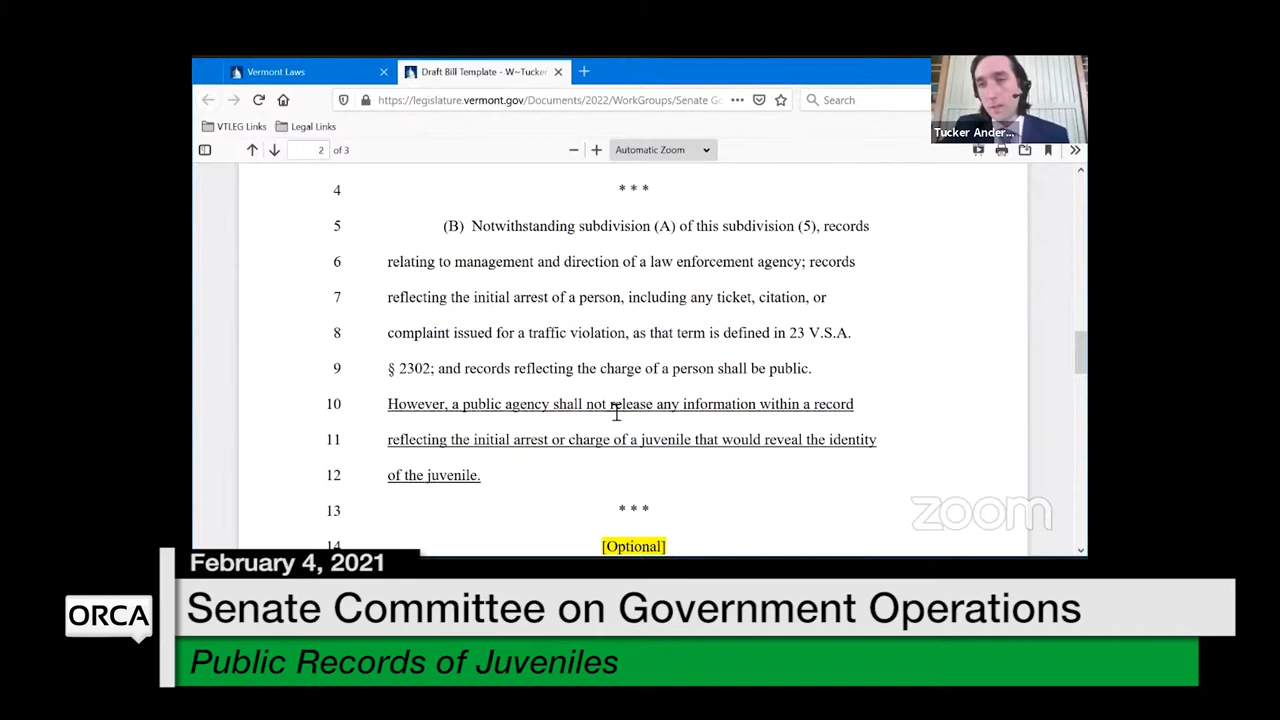 Vermont Laws
Draft Bill Template - W~Tucker
https://legislature.vermont.gov/Documents/2022/WorkGroups/Senate Go
Search
VTLEG Links
Legal Links
Tucker Ander...
2 of 3
Automatic Zoom
4 * * *
5 (B) Notwithstanding subdivision (A) of this subdivision (5), records
6 relating to management and direction of a law enforcement agency; records
7 reflecting the initial arrest of a person, including any ticket, citation, or
8 complaint issued for a traffic violation, as that term is defined in 23 V.S.A.
9 § 2302; and records reflecting the charge of a person shall be public.
10 However, a public agency shall not release any information within a record
11 reflecting the initial arrest or charge of a juvenile that would reveal the identity
12 of the juvenile.
13 * * *
zoom
14 [Optional]
February 4, 2021
ORCA
Senate Committee on Government Operations
Public Records of Juveniles